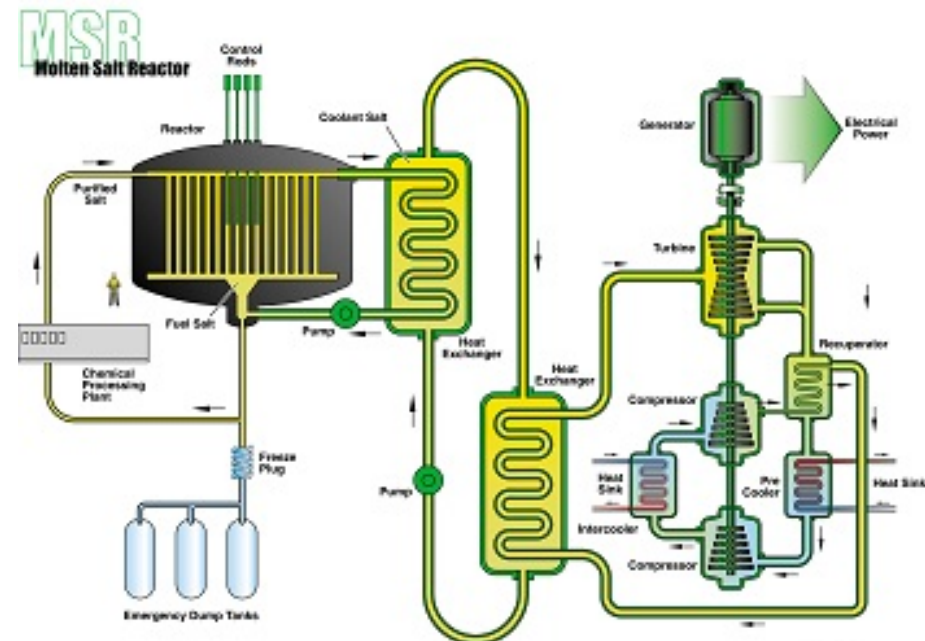 MSR
Molten Salt Reactor
Control
Rods
Reactor
Coolant Salt
Purified
Salt
Fuel Salt
Pump
Heat
Exchanger
Chemical
Processing
Plant
Freeze
Plug
Emergency Dump Tanks
Pump
Heat
Exchanger
Generator
Electrical
Power
Turbine
Recuperator
Compressor
Heat
Sink
Pre
Cooler
Heat Sink
Intercooler
Compressor